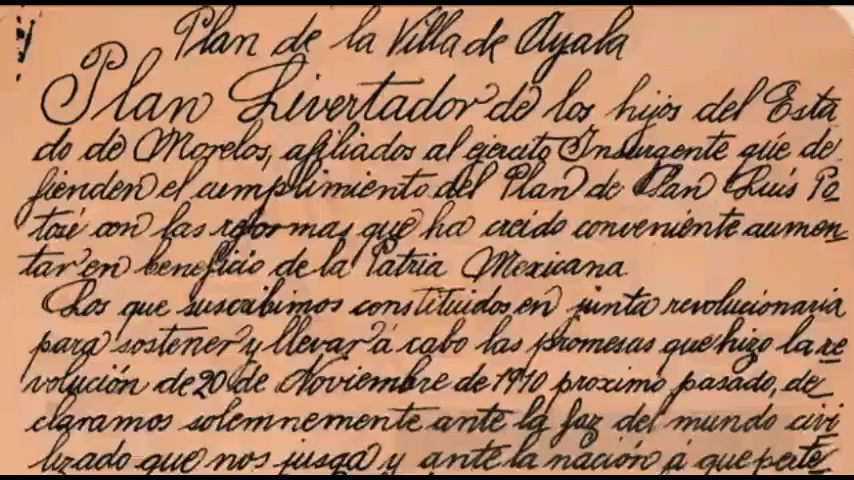 Plan de la Villa de Ayala
Plan Livertador de los hijos del Esta
do de Morelos, afiliados al ejercito Insurgente que de
fienden el cumplimiento del Plan de San Luis Po
tosí con las reformas que ha creido conveniente aumen
tar en beneficio de la Patria Mexicana.
Los que suscribimos constituidos en junta revolucionaria
para sostener y llevar á cabo las promesas que hizo la re
volución de 20 de Noviembre de 1910 proximo pasado, de
claramos solemnemente ante la faz del mundo civi
lizado que nos jusga y ante la nación á que perte